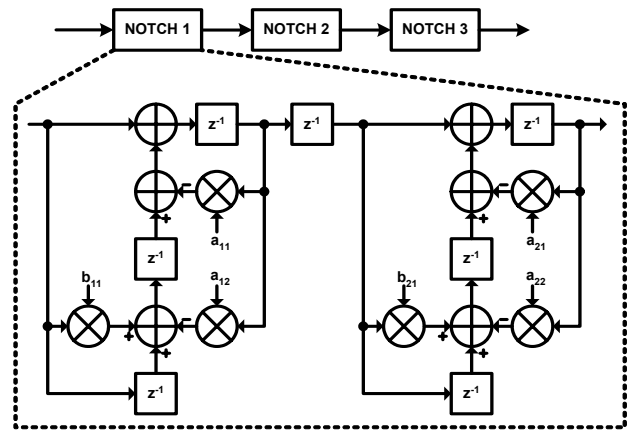 NOTCH 1 NOTCH 2 NOTCH 3
z⁻¹ z⁻¹ z⁻¹
− −
+ a₁₁ + a₂₁
z⁻¹ z⁻¹
b₁₁ a₁₂ b₂₁ a₂₂
− −
+ + + +
z⁻¹ z⁻¹